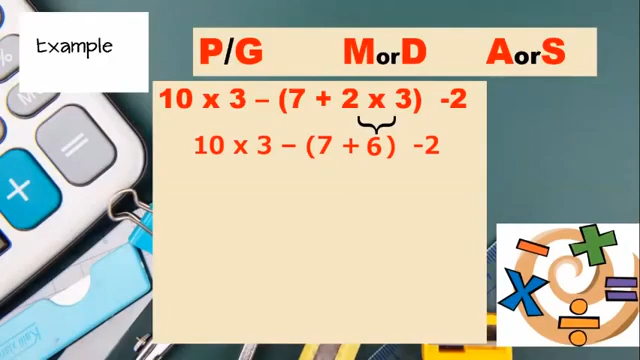 Example
P/G MorD AorS
10 x 3 – (7 + 2 x 3) -2
10 x 3 – (7 + 6) -2